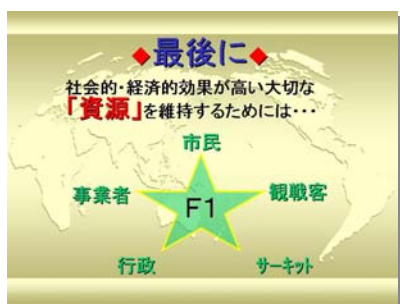 ◆最後に◆
社会的・経済的効果が高い大切な
「資源」を維持するためには・・・
市民
事業者
観戦客
F1
行政
サーキット